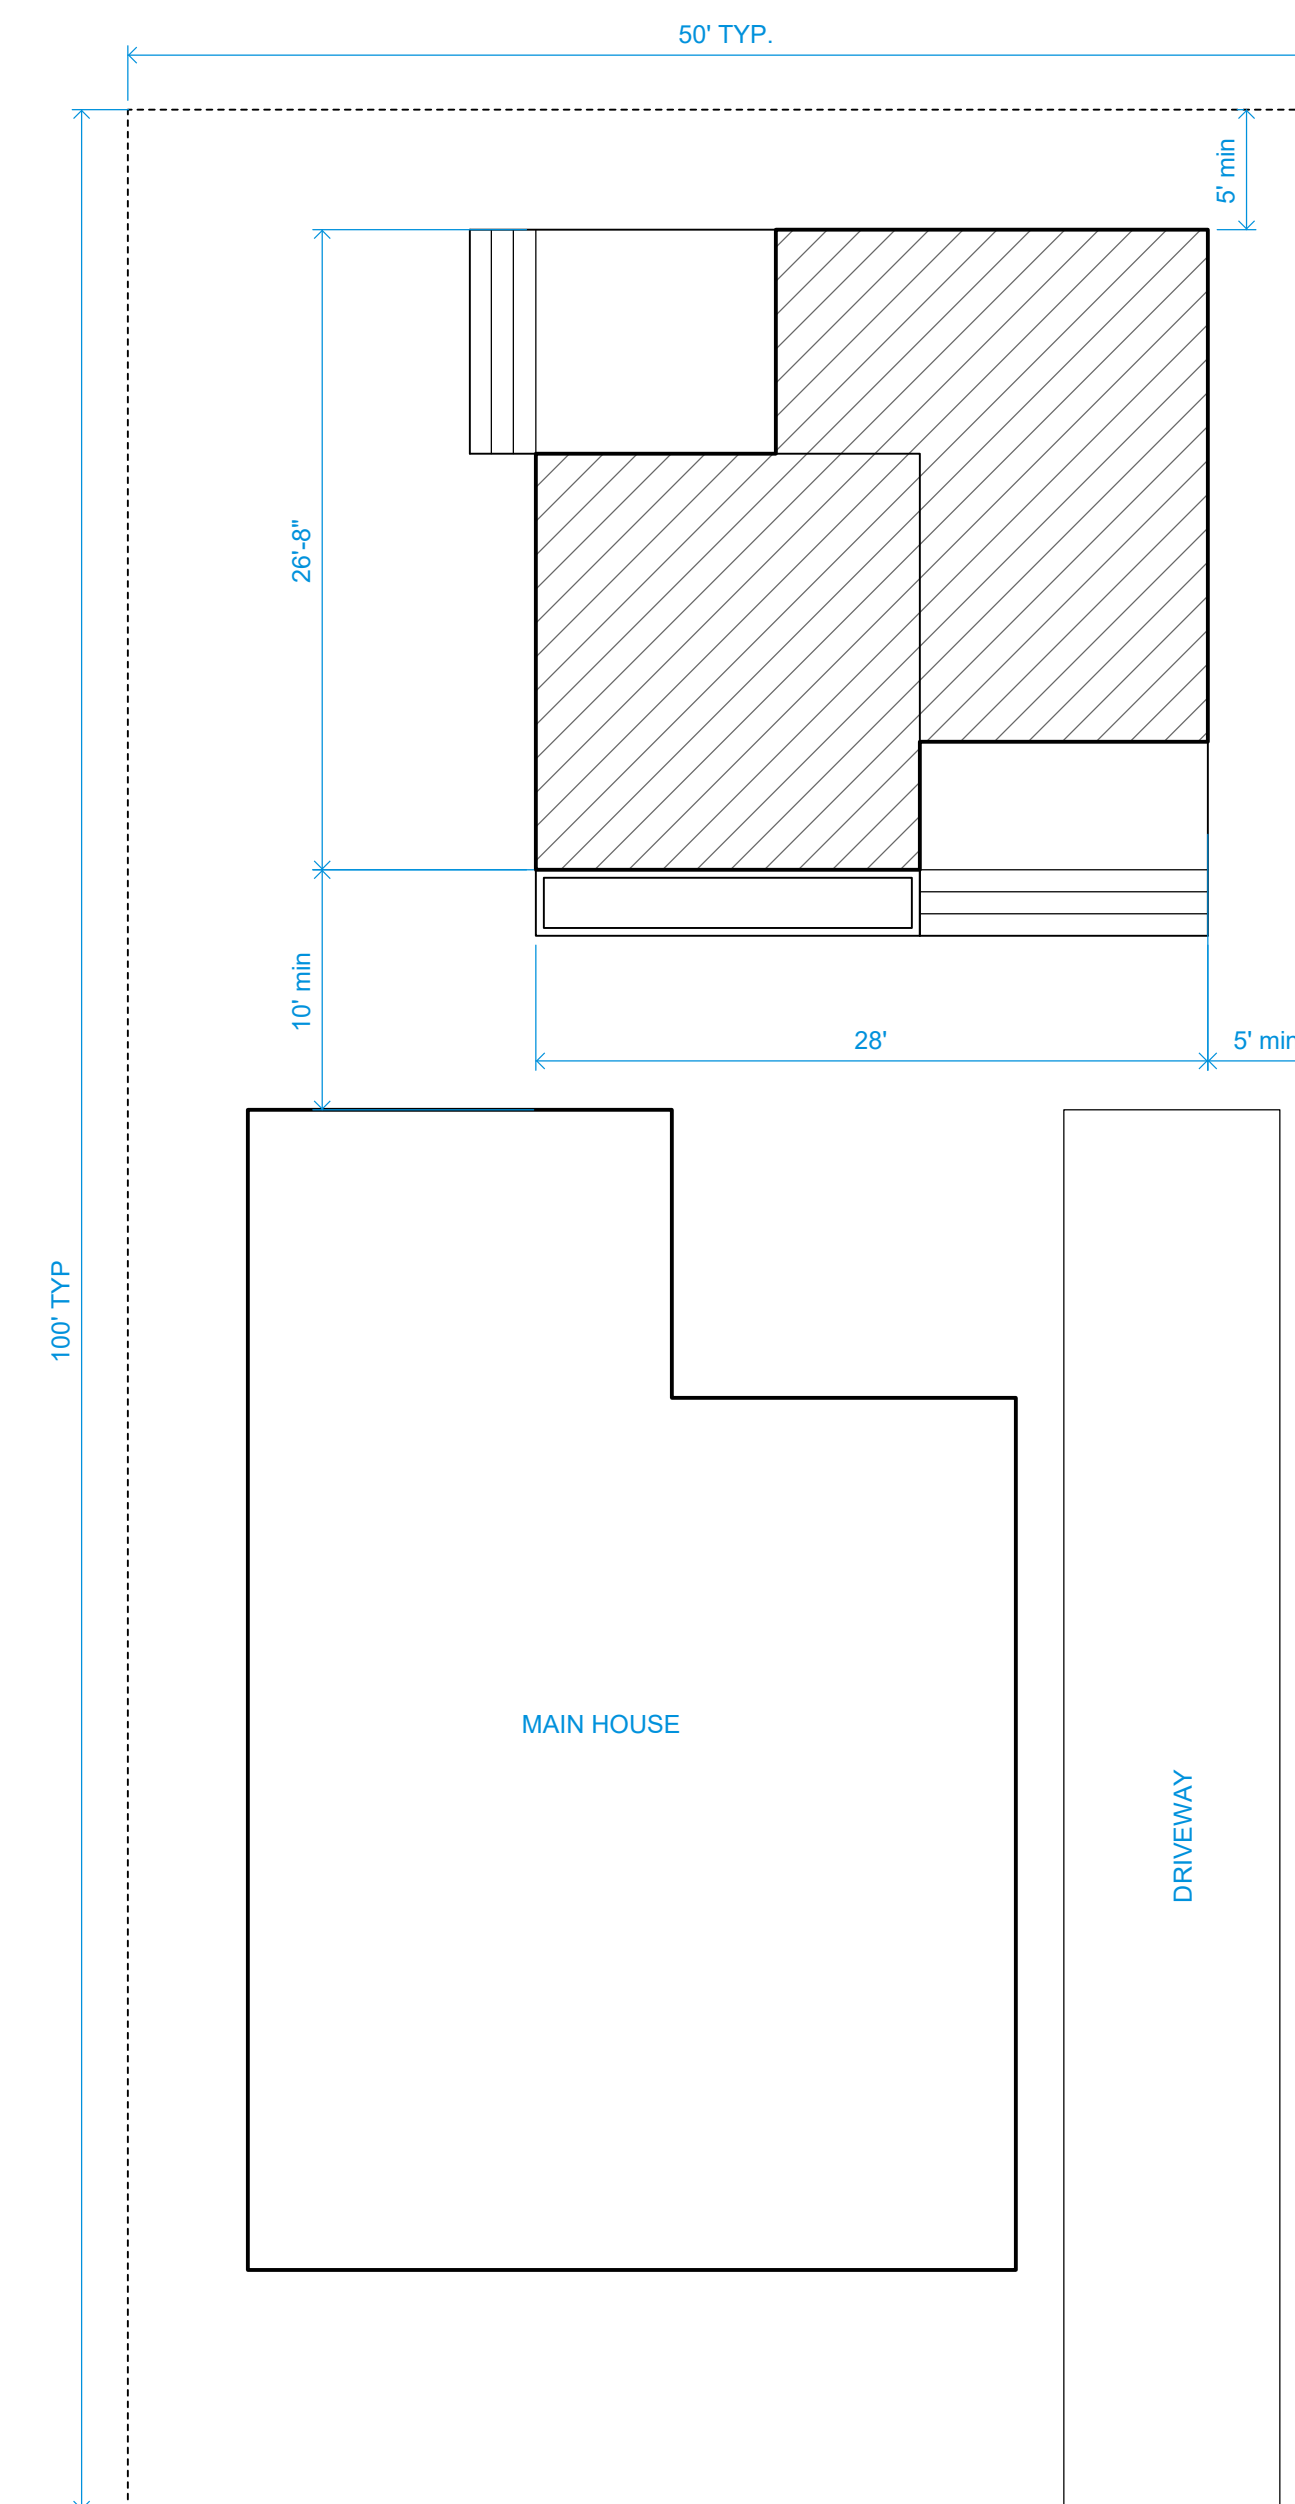 50' TYP.
5' min
26'-8"
10' min
28'
5' min
100' TYP
MAIN HOUSE
DRIVEWAY